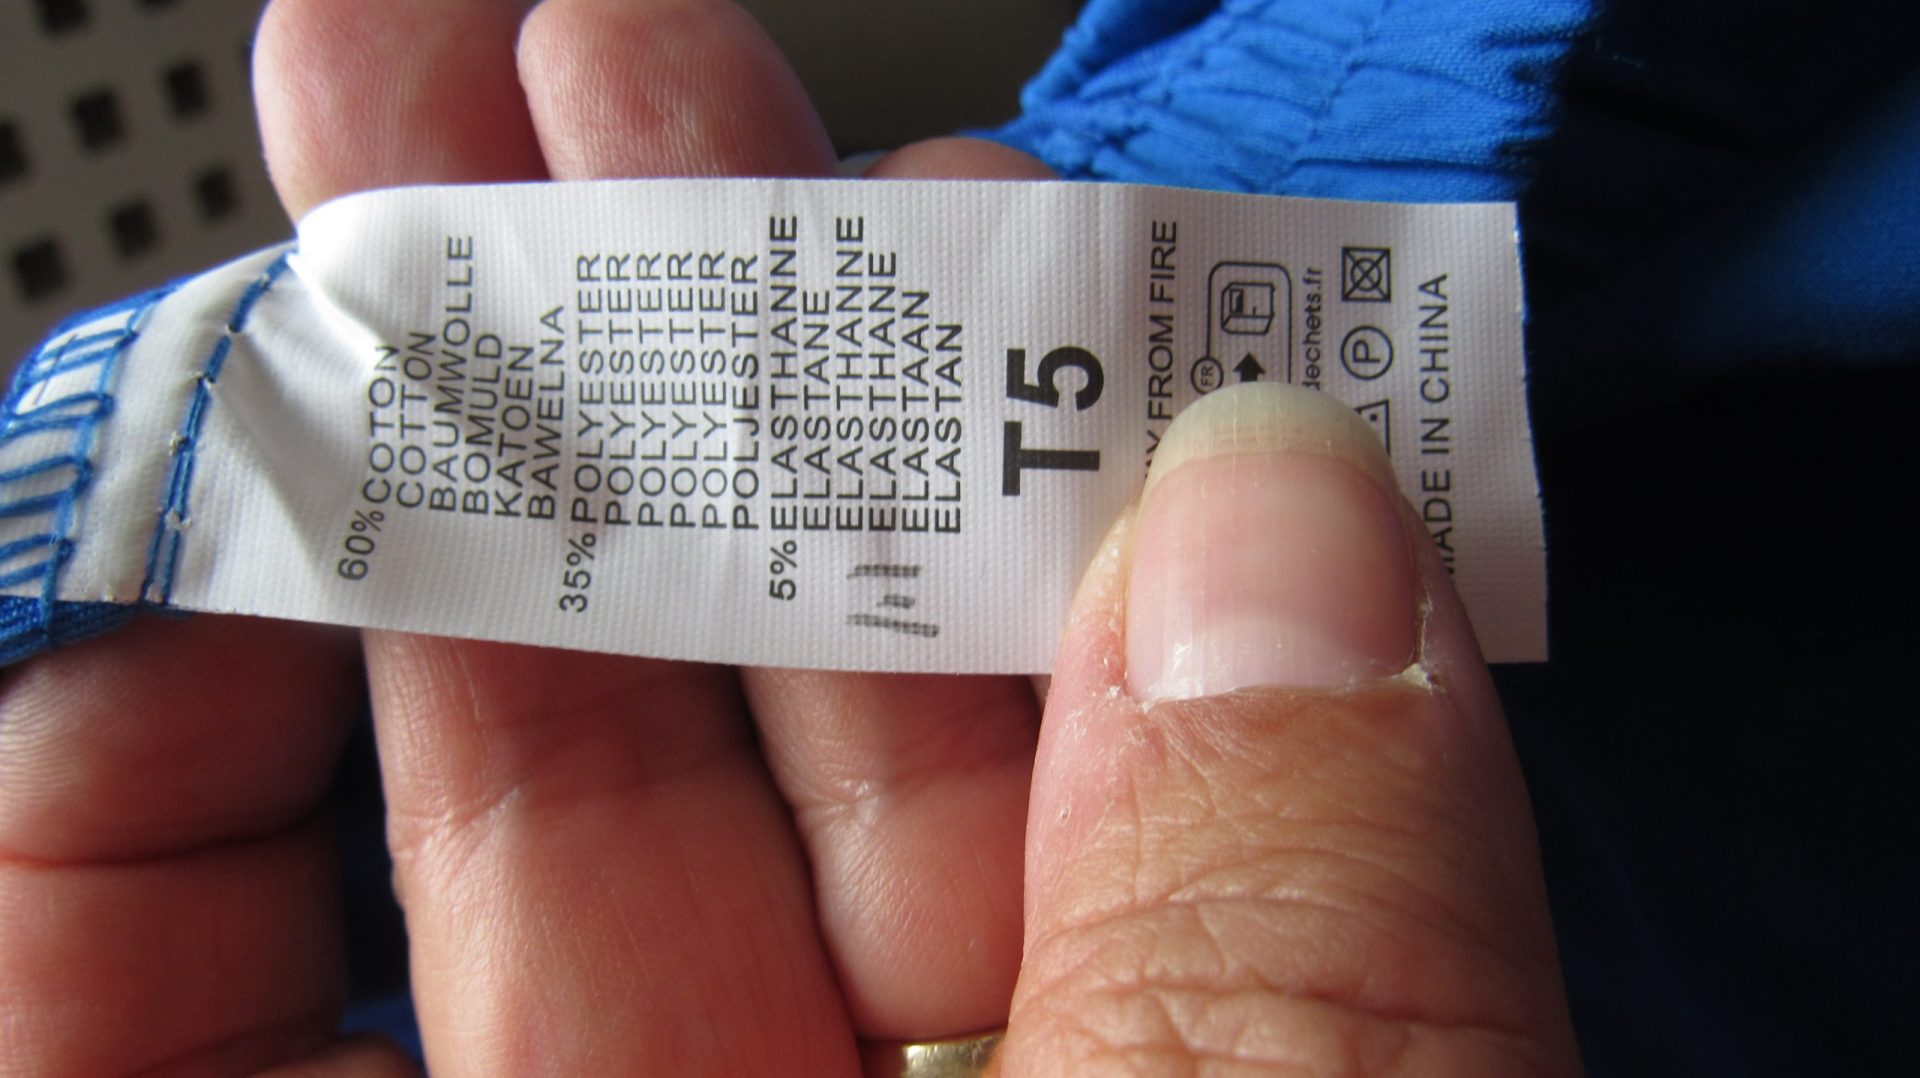 60% COTON
COTTON
BAUMWOLLE
BOMULD
KATOEN
BAWELNA
35% POLYESTER
POLYESTER
POLYESTER
POLYESTER
POLYESTER
POLJESTER
5% ELASTHANNE
ELASTANE
ELASTHANNE
ELASTHANE
ELASTAAN
ELASTAN
T5
FROM FIRE
FR
dechets.fr
P
MADE IN CHINA